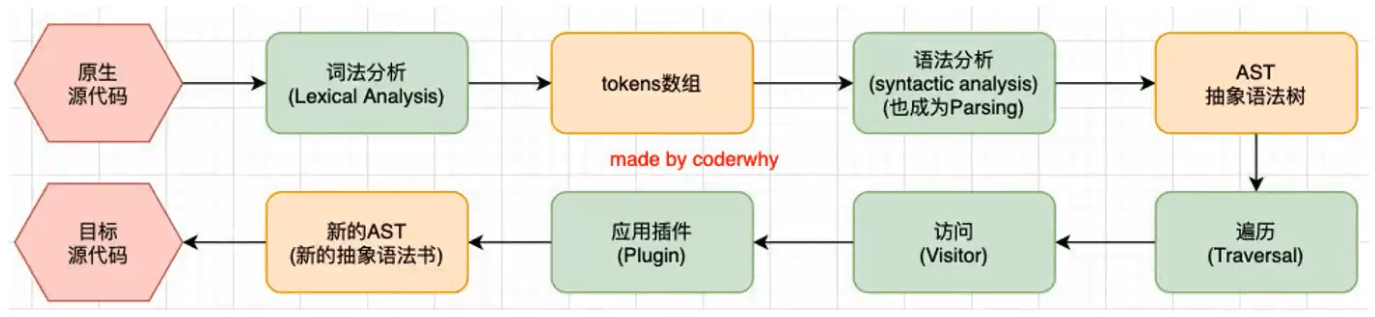 原生
源代码
词法分析
(Lexical Analysis)
tokens数组
语法分析
(syntactic analysis)
(也成为Parsing)
AST
抽象语法树
made by coderwhy
目标
源代码
新的AST
(新的抽象语法书)
应用插件
(Plugin)
访问
(Visitor)
遍历
(Traversal)